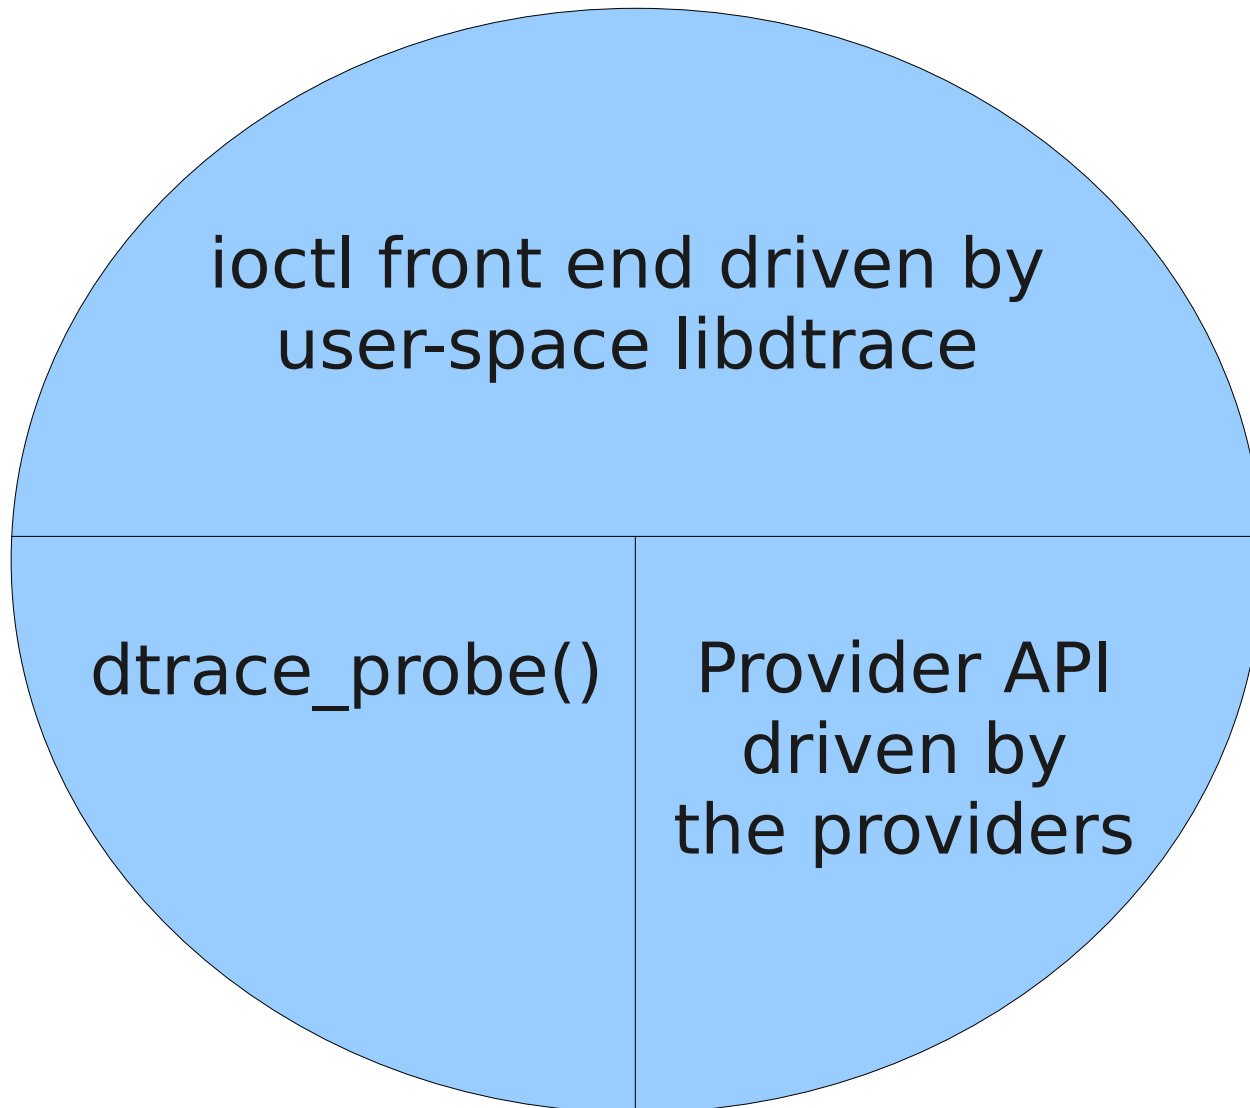 ioctl front end driven by
user-space libdtrace
dtrace_probe()
Provider API
driven by
the providers